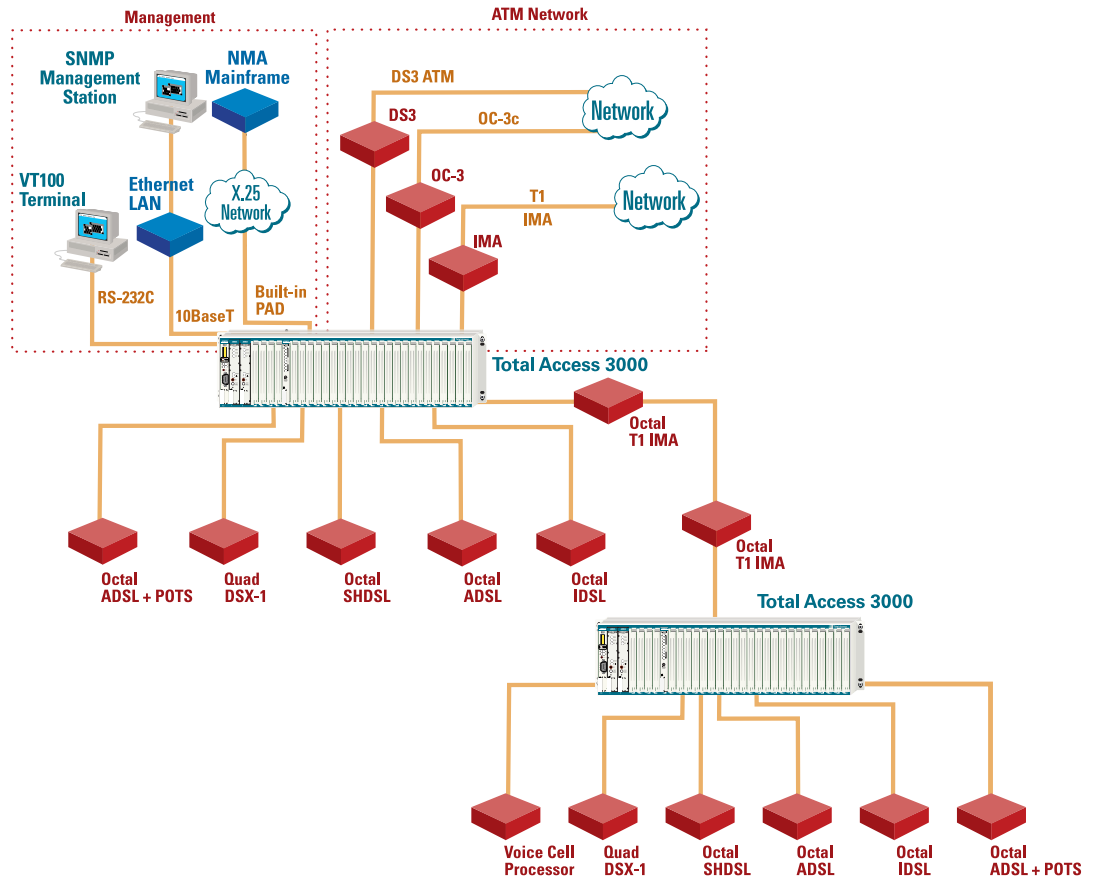 Management
ATM Network
SNMP
Management
Station
NMA
Mainframe
DS3 ATM
Network
DS3
OC-3c
VT100
Terminal
Ethernet
LAN
X.25
Network
OC-3
T1
IMA
Network
IMA
RS-232C
10BaseT
Built-in
PAD
Total Access 3000
Octal
T1 IMA
Octal
T1 IMA
Octal
ADSL + POTS
Quad
DSX-1
Octal
SHDSL
Octal
ADSL
Octal
IDSL
Total Access 3000
Voice Cell
Processor
Quad
DSX-1
Octal
SHDSL
Octal
ADSL
Octal
IDSL
Octal
ADSL + POTS